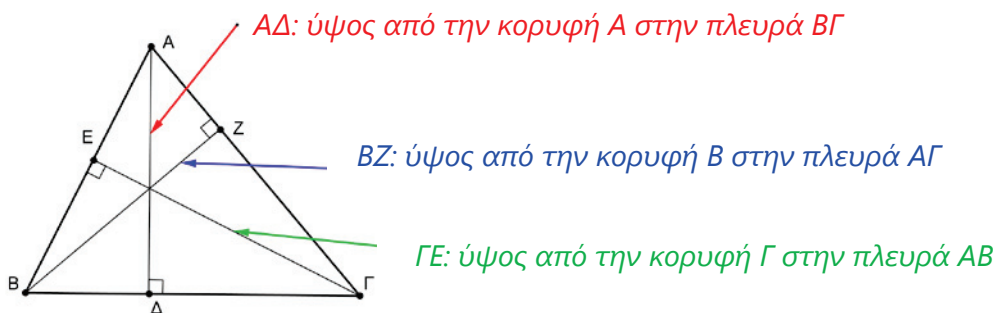 ΑΔ: ύψος από την κορυφή Α στην πλευρά ΒΓ
Α
Ε
Ζ
ΒΖ: ύψος από την κορυφή Β στην πλευρά ΑΓ
ΓΕ: ύψος από την κορυφή Γ στην πλευρά ΑΒ
Β
Δ
Γ